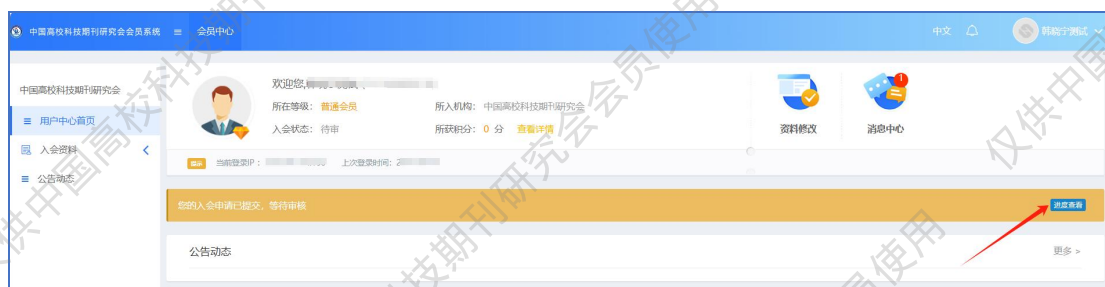 中国高校科技期刊研究会会员系统 会员中心 中文 韩晓宁测试
中国高校科技期刊研究会
用户中心首页
入会资料
公告动态
欢迎您,
所在等级: 普通会员 所入机构: 中国高校科技期刊研究会
入会状态: 待审 所获积分: 0 分 查看详情
资料修改 消息中心
1
当前登录IP: 上次登录时间: 2
您的入会申请已提交, 等待审核 进度查看
公告动态 更多 >